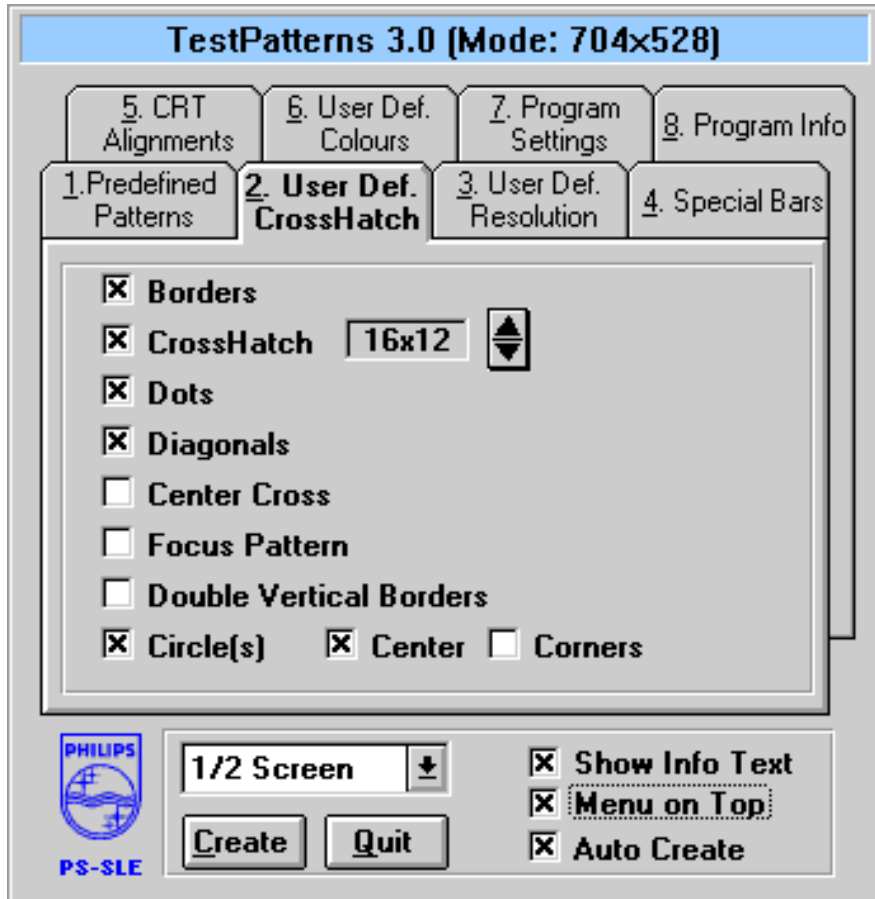 TestPatterns 3.0 (Mode: 704x528)
5. CRT
Alignments
6. User Def.
Colours
7. Program
Settings
8. Program Info
1.Predefined
Patterns
2. User Def.
CrossHatch
3. User Def.
Resolution
4. Special Bars
Borders
CrossHatch 16x12
Dots
Diagonals
Center Cross
Focus Pattern
Double Vertical Borders
Circle(s) Center Corners
PHILIPS
PS-SLE
1/2 Screen
Create Quit
Show Info Text
Menu on Top
Auto Create